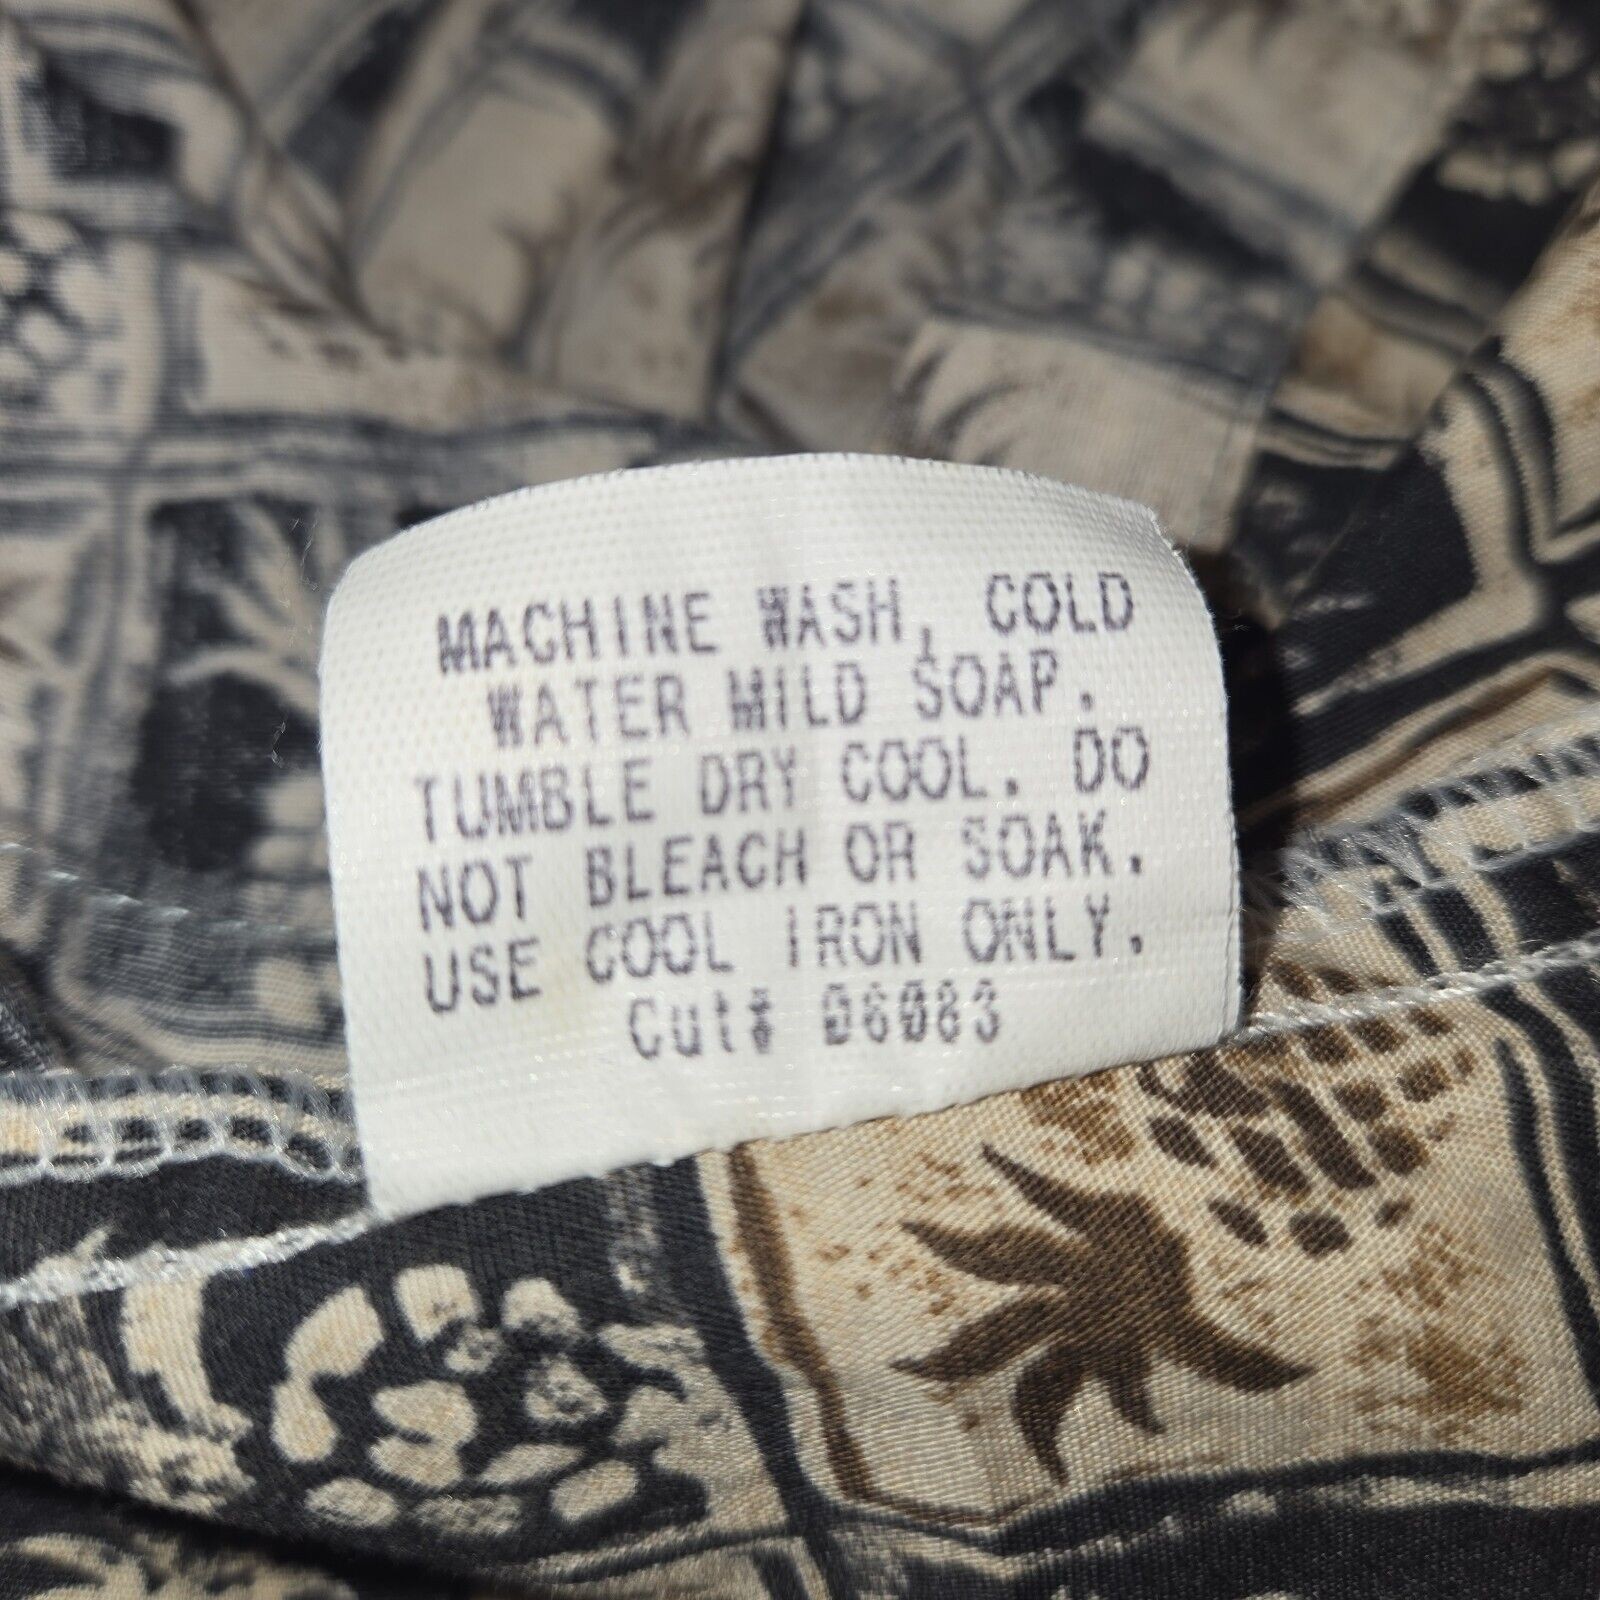 MACHINE WASH, COLD
WATER MILD SOAP.
TUMBLE DRY COOL. DO
NOT BLEACH OR SOAK.
USE COOL IRON ONLY.
Cut# 06083